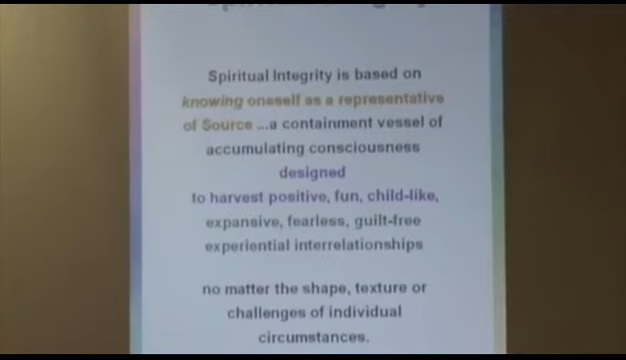 Spiritual Integrity is based on
knowing oneself as a representative
of Source ...a containment vessel of
accumulating consciousness
designed
to harvest positive, fun, child-like,
expansive, fearless, guilt-free
experiential interrelationships
no matter the shape, texture or
challenges of individual
circumstances.